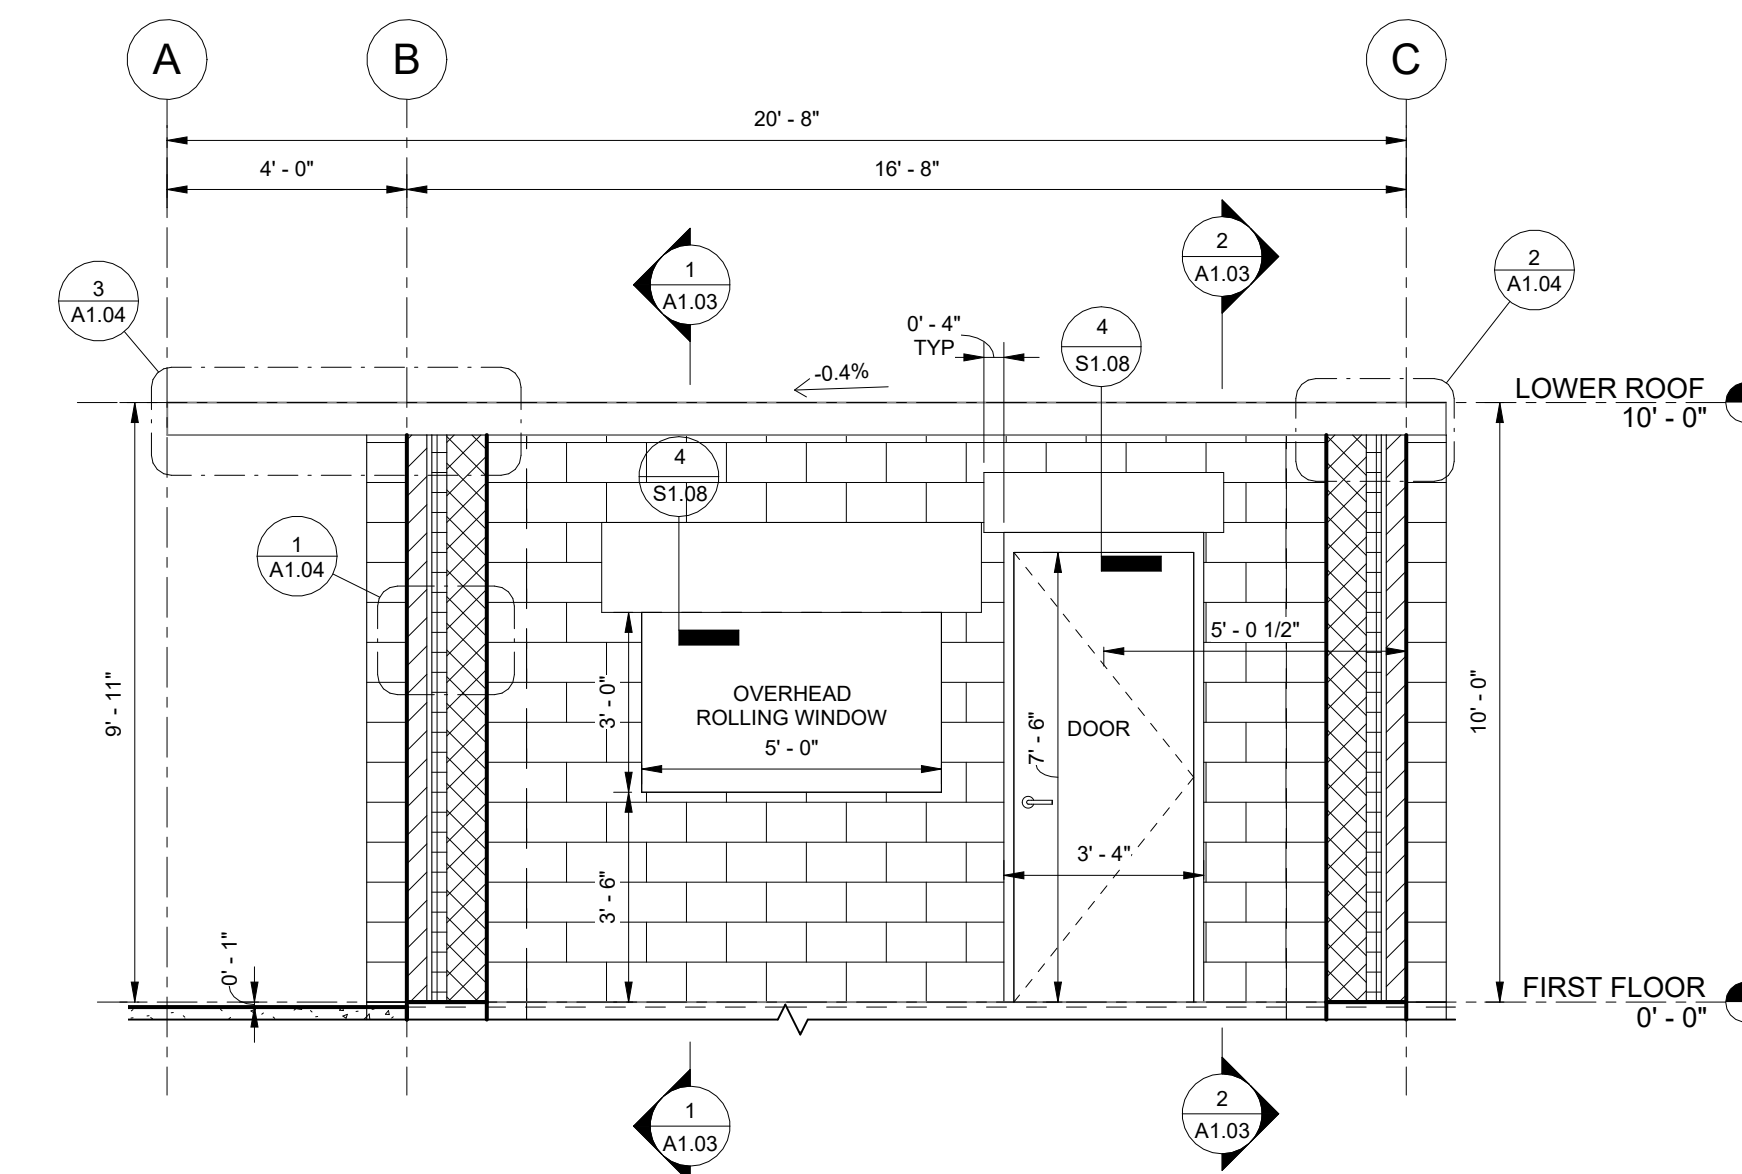 A
B
C
20' - 8"
4' - 0"
16' - 8"
1
A1.03
2
A1.03
3
A1.04
2
A1.04
0' - 4"
TYP
4
S1.08
-0.4%
LOWER ROOF
10' - 0"
4
S1.08
1
A1.04
5' - 0 1/2"
9' - 11"
3' - 0"
OVERHEAD
ROLLING WINDOW
5' - 0"
7' - 6"
DOOR
10' - 0"
3' - 4"
3' - 6"
0' - 1"
FIRST FLOOR
0' - 0"
1
A1.03
2
A1.03